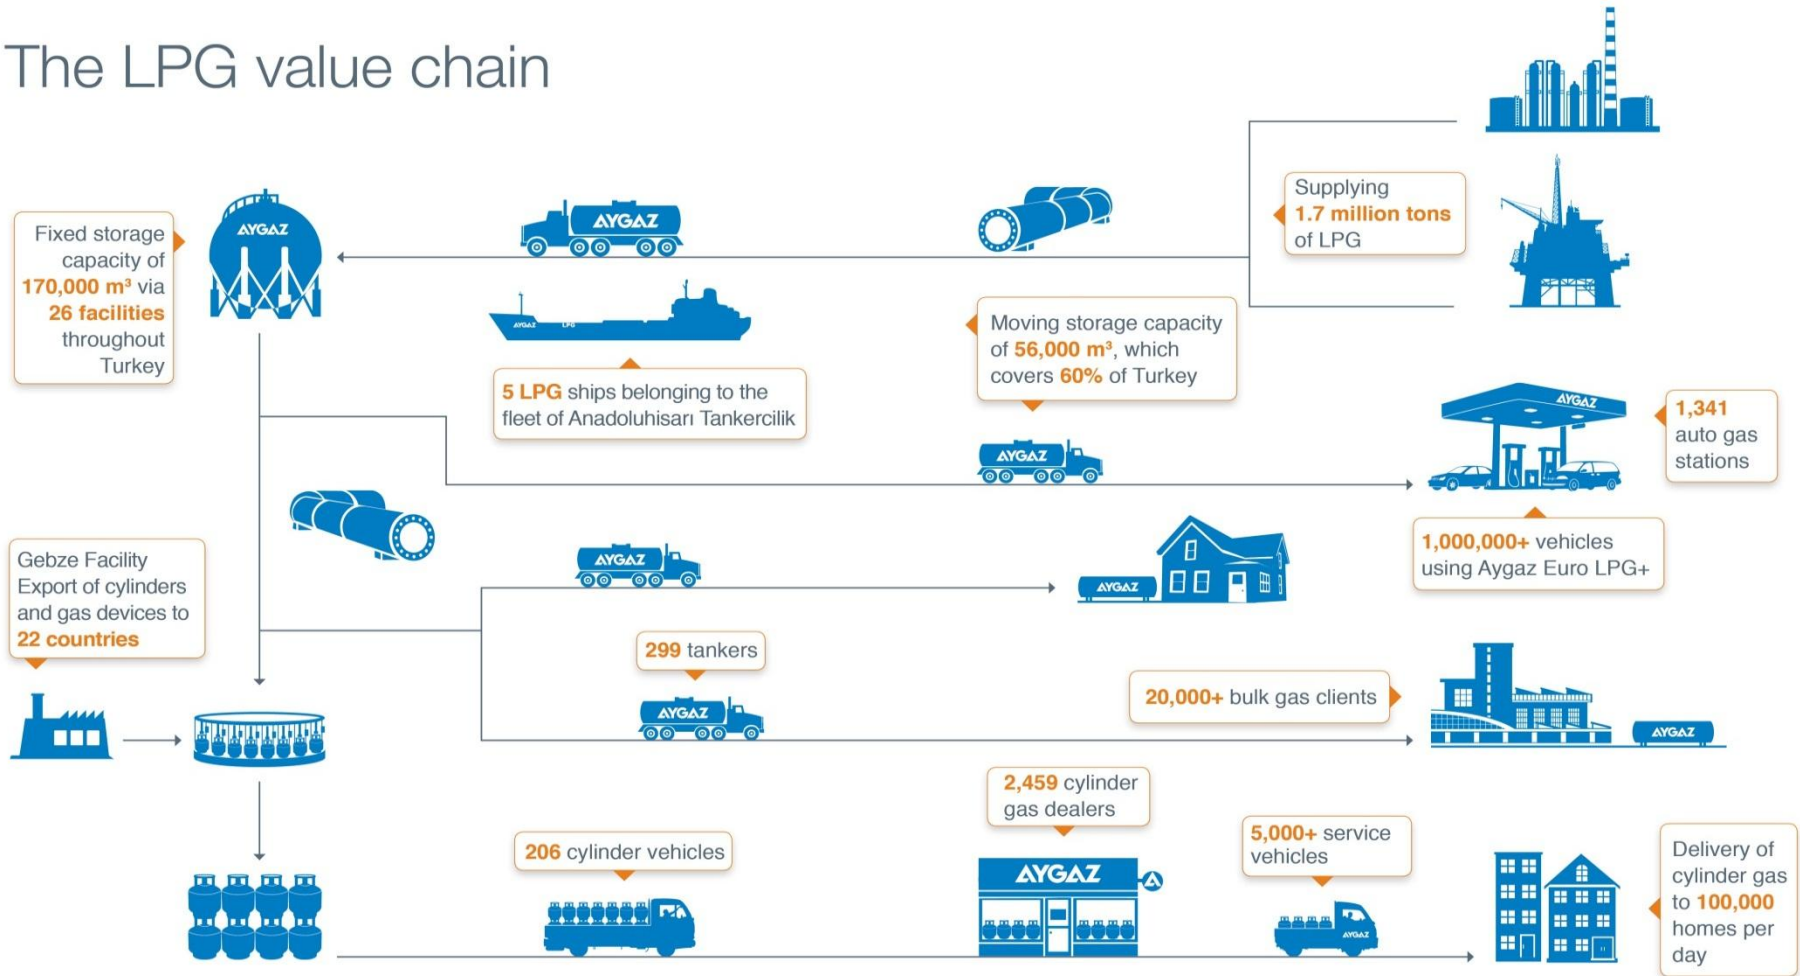 The LPG value chain
Supplying
1.7 million tons
of LPG
AYGAZ
AYGAZ
Fixed storage
capacity of
170,000 m³ via
26 facilities
throughout
Turkey
AYGAZ LPG
5 LPG ships belonging to the
fleet of Anadoluhisarı Tankercilik
Moving storage capacity
of 56,000 m³, which
covers 60% of Turkey
AYGAZ
AYGAZ
1,341
auto gas
stations
1,000,000+ vehicles
using Aygaz Euro LPG+
Gebze Facility
Export of cylinders
and gas devices to
22 countries
AYGAZ
AYGAZ
299 tankers
AYGAZ
20,000+ bulk gas clients
AYGAZ
206 cylinder vehicles
2,459 cylinder
gas dealers
AYGAZ
5,000+ service
vehicles
AYGAZ
Delivery of
cylinder gas
to 100,000
homes per
day